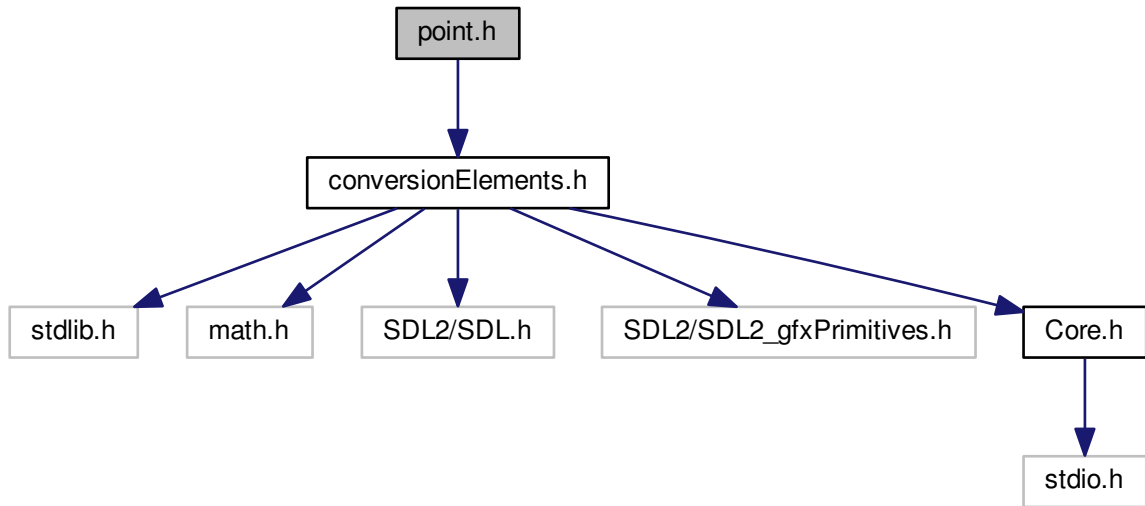 point.h
conversionElements.h
stdlib.h
math.h
SDL2/SDL.h
SDL2/SDL2_gfxPrimitives.h
Core.h
stdio.h